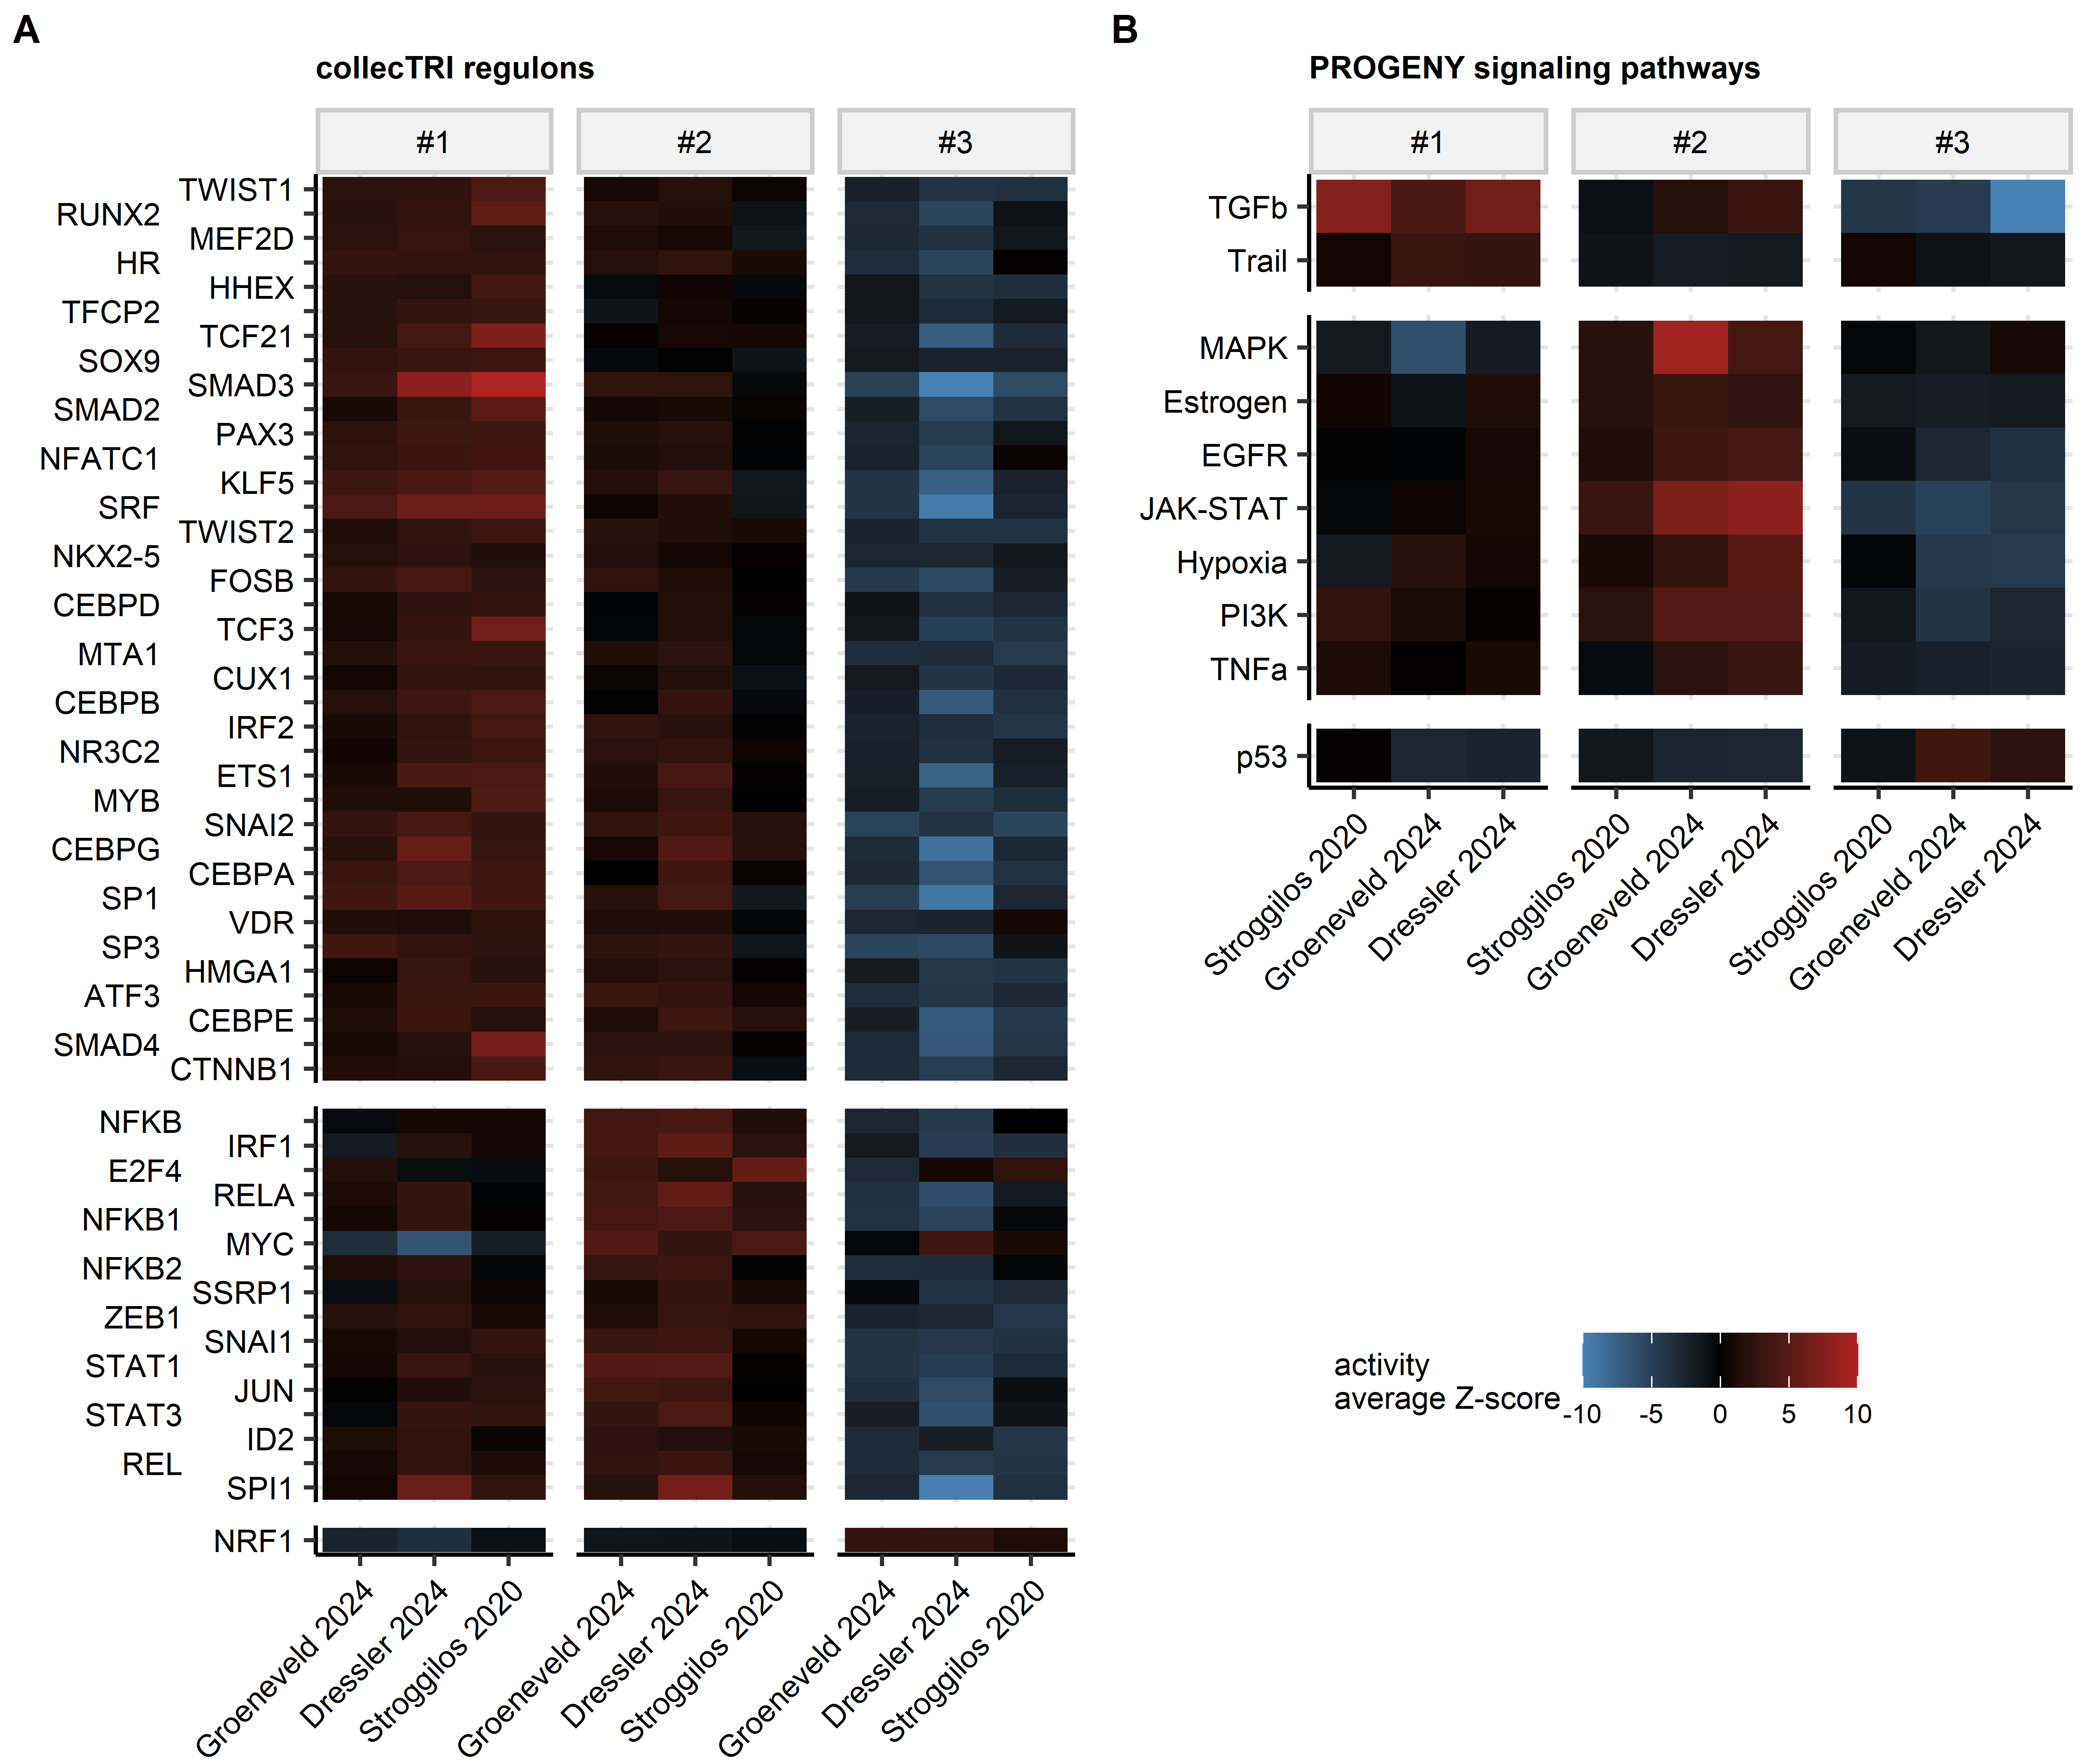 A
collecTRI regulons
#1
#2
#3
TWIST1
RUNX2
MEF2D
HR
HHEX
TFCP2
TCF21
SOX9
SMAD3
SMAD2
PAX3
NFATC1
KLF5
SRF
TWIST2
NKX2-5
FOSB
CEBPD
TCF3
MTA1
CUX1
CEBPB
IRF2
NR3C2
ETS1
MYB
SNAI2
CEBPG
CEBPA
SP1
VDR
SP3
HMGA1
ATF3
CEBPE
SMAD4
CTNNB1
NFKB
IRF1
E2F4
RELA
NFKB1
MYC
NFKB2
SSRP1
ZEB1
SNAI1
STAT1
JUN
STAT3
ID2
REL
SPI1
NRF1
Groeneveld 2024
Dressler 2024
Stroggilos 2020
Groeneveld 2024
Dressler 2024
Stroggilos 2020
Groeneveld 2024
Dressler 2024
Stroggilos 2020
B
PROGENY signaling pathways
#1
#2
#3
TGFb
Trail
MAPK
Estrogen
EGFR
JAK-STAT
Hypoxia
PI3K
TNFa
p53
Stroggilos 2020
Groeneveld 2024
Dressler 2024
Stroggilos 2020
Groeneveld 2024
Dressler 2024
Stroggilos 2020
Groeneveld 2024
Dressler 2024
activity
average Z-score
-10 -5 0 5 10